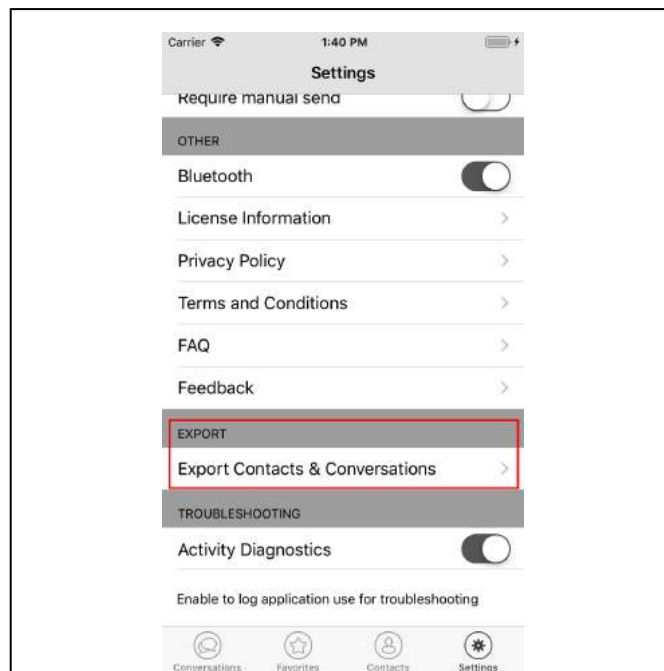 Carrier 1:40 PM
Settings
Require manual send
OTHER
Bluetooth
License Information
Privacy Policy
Terms and Conditions
FAQ
Feedback
EXPORT
Export Contacts & Conversations
TROUBLESHOOTING
Activity Diagnostics
Enable to log application use for troubleshooting
Conversations Favorites Contacts Settings